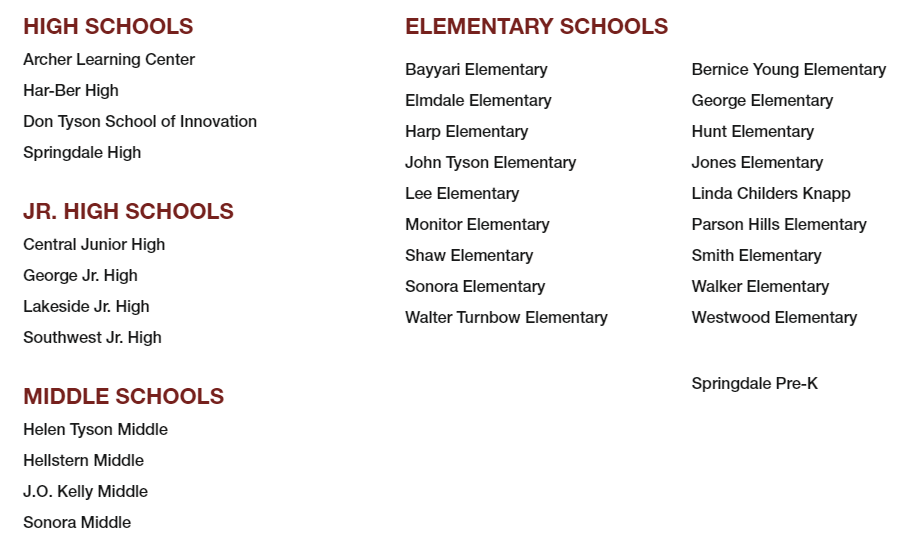 HIGH SCHOOLS
Archer Learning Center
Har-Ber High
Don Tyson School of Innovation
Springdale High
JR. HIGH SCHOOLS
Central Junior High
George Jr. High
Lakeside Jr. High
Southwest Jr. High
MIDDLE SCHOOLS
Helen Tyson Middle
Hellstern Middle
J.O. Kelly Middle
Sonora Middle
ELEMENTARY SCHOOLS
Bayyari Elementary
Elmdale Elementary
Harp Elementary
John Tyson Elementary
Lee Elementary
Monitor Elementary
Shaw Elementary
Sonora Elementary
Walter Turnbow Elementary
Bernice Young Elementary
George Elementary
Hunt Elementary
Jones Elementary
Linda Childers Knapp
Parson Hills Elementary
Smith Elementary
Walker Elementary
Westwood Elementary
Springdale Pre-K